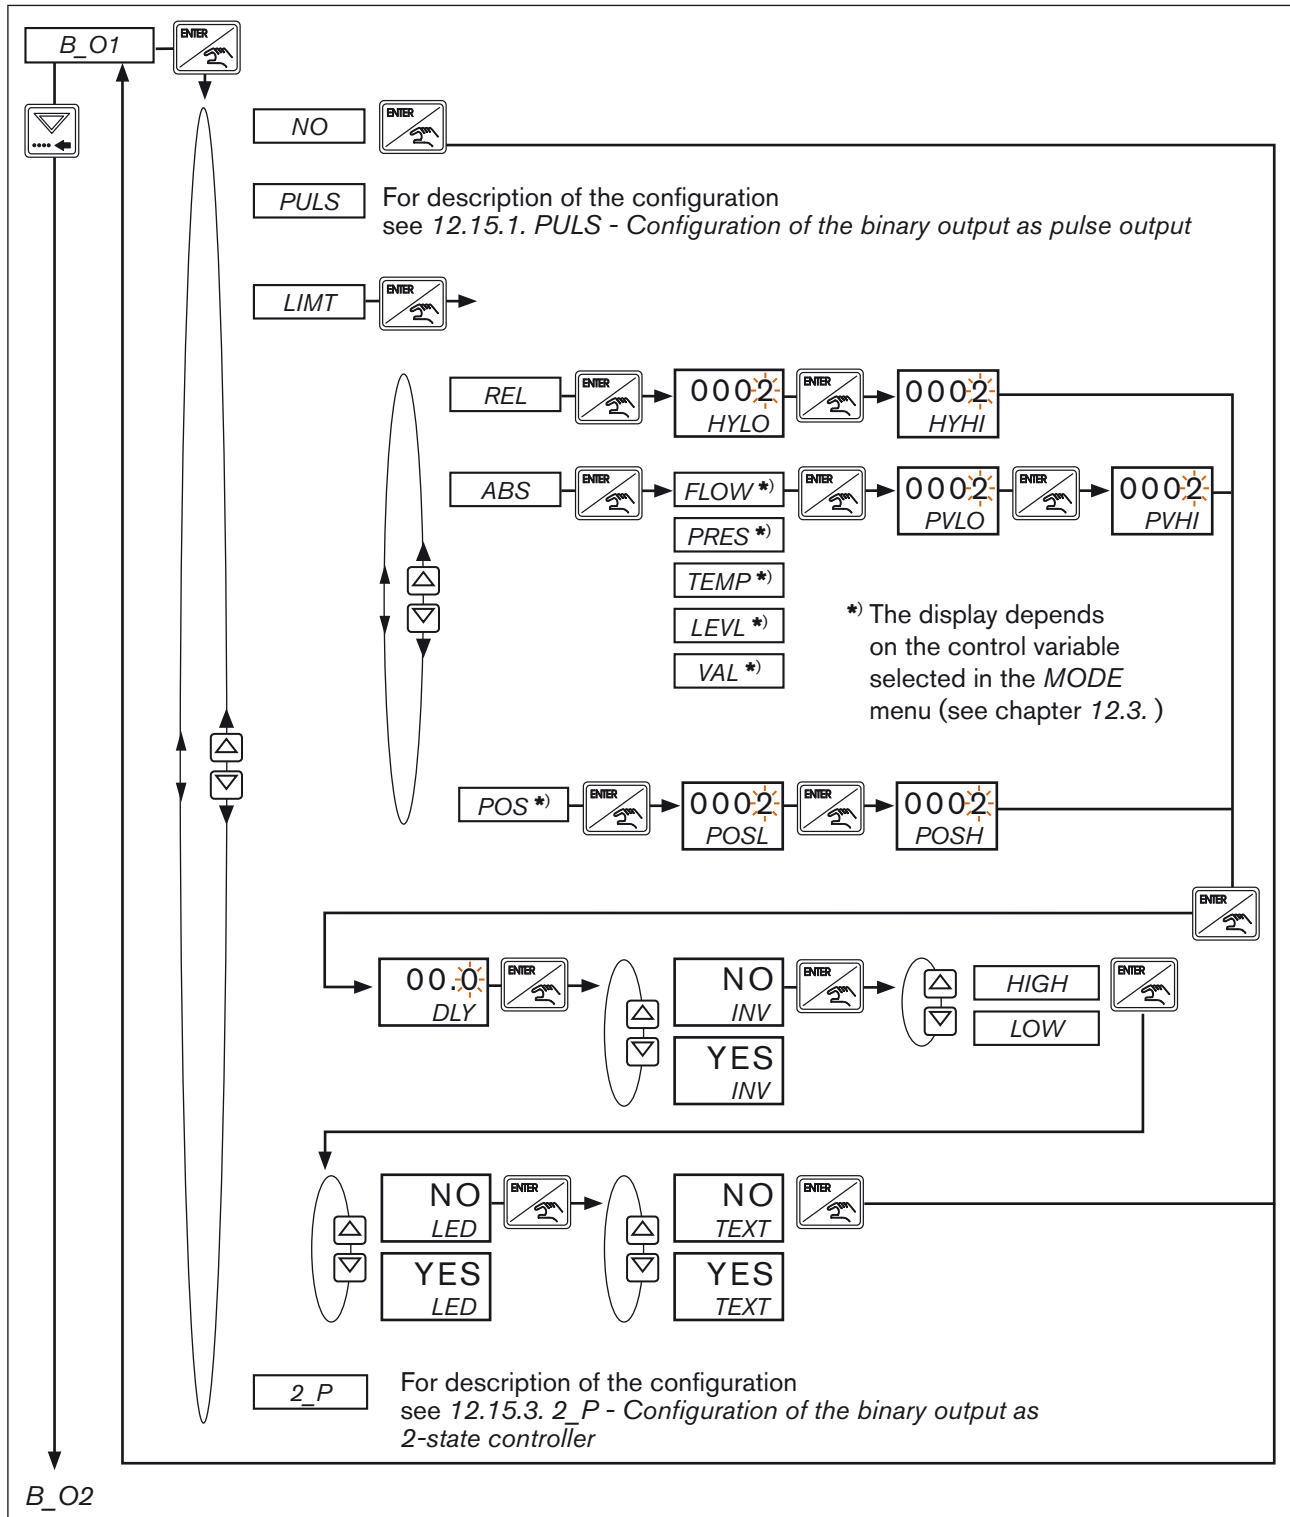 B_O1
ENTER
NO
ENTER
PULS
For description of the configuration
see 12.15.1. PULS - Configuration of the binary output as pulse output
LIMT
ENTER
REL
ENTER
0002
HYLO
ENTER
0002
HYHI
ABS
ENTER
FLOW *)
ENTER
0002
PVLO
ENTER
0002
PVHI
PRES *)
TEMP *)
LEVL *)
VAL *)
*) The display depends
on the control variable
selected in the MODE
menu (see chapter 12.3. )
POS *)
ENTER
0002
POSL
ENTER
0002
POSH
ENTER
00.0
DLY
ENTER
NO
INV
ENTER
HIGH
ENTER
LOW
YES
INV
NO
LED
ENTER
NO
TEXT
ENTER
YES
LED
YES
TEXT
2_P
For description of the configuration
see 12.15.3. 2_P - Configuration of the binary output as
2-state controller
B_O2